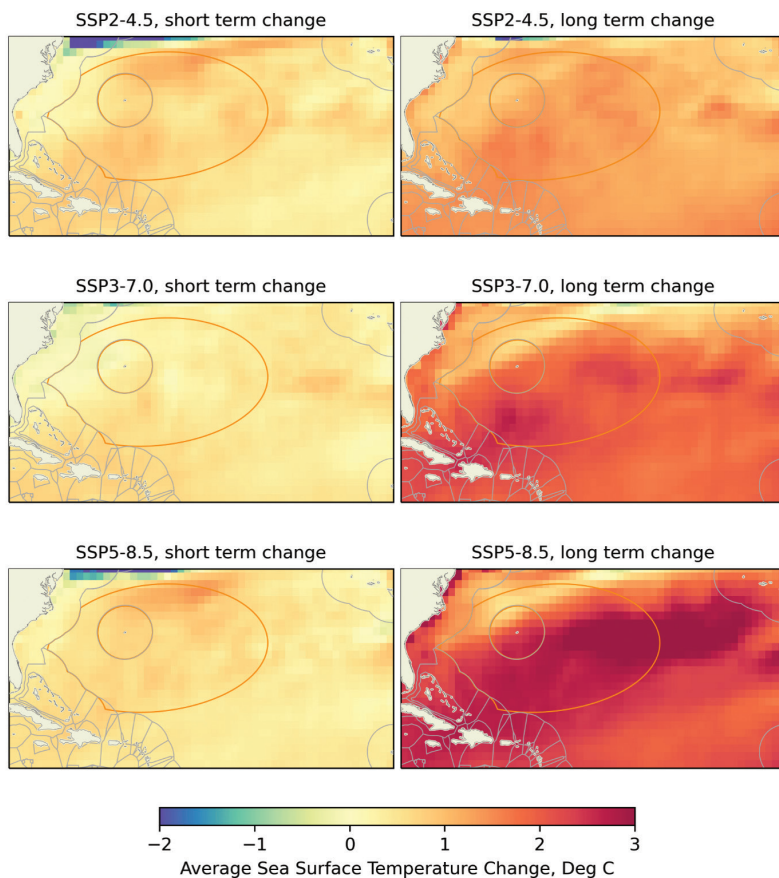 SSP2-4.5, short term change
SSP2-4.5, long term change
SSP3-7.0, short term change
SSP3-7.0, long term change
SSP5-8.5, short term change
SSP5-8.5, long term change
−2 −1 0 1 2 3
Average Sea Surface Temperature Change, Deg C